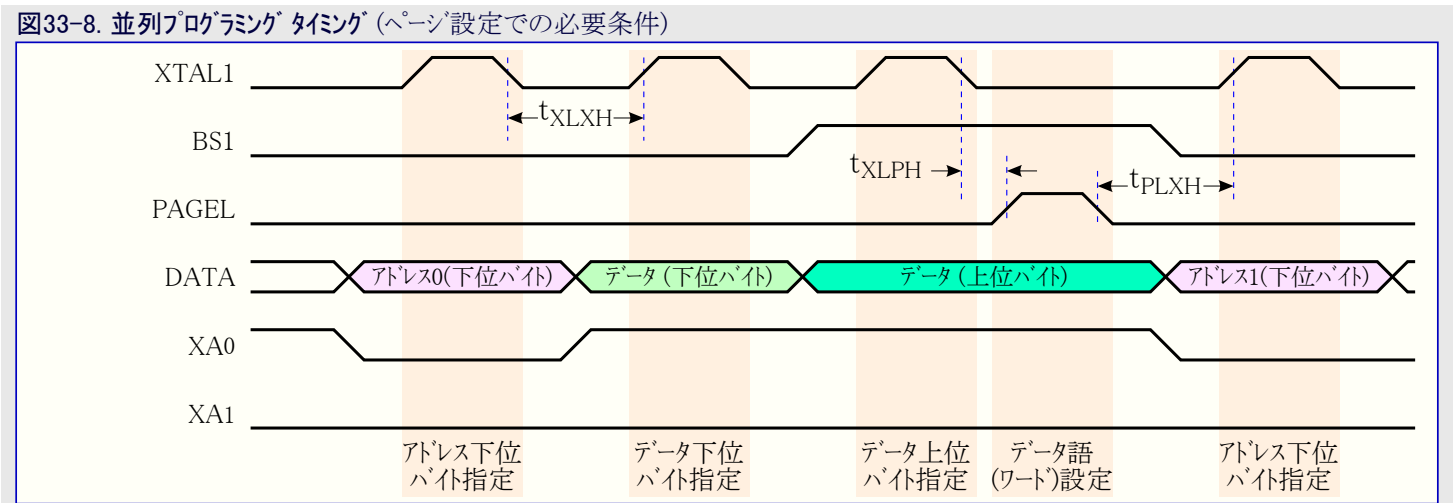 図33-8. 並列プログラミング タイミング (ページ設定での必要条件)
XTAL1
tXLXH
BS1
tXLPH
tPLXH
PAGEL
DATA
アドレス0(下位バイト)
データ (下位バイト)
データ (上位バイト)
アドレス1(下位バイト)
XA0
XA1
アドレス下位
バイト指定
データ下位
バイト指定
データ上位
バイト指定
データ語
(ワード)設定
アドレス下位
バイト指定